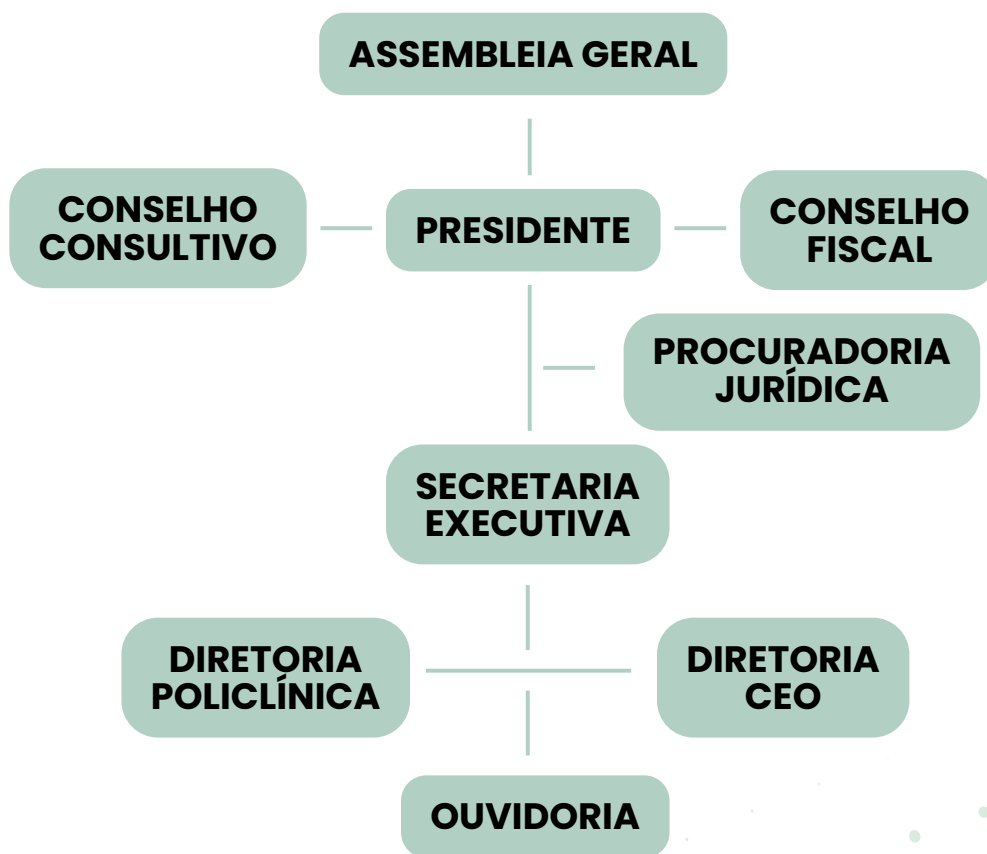 ASSEMBLEIA GERAL
CONSELHO
CONSULTIVO
PRESIDENTE
CONSELHO
FISCAL
PROCURADORIA
JURÍDICA
SECRETARIA
EXECUTIVA
DIRETORIA
POLICLÍNICA
DIRETORIA
CEO
OUVIDORIA